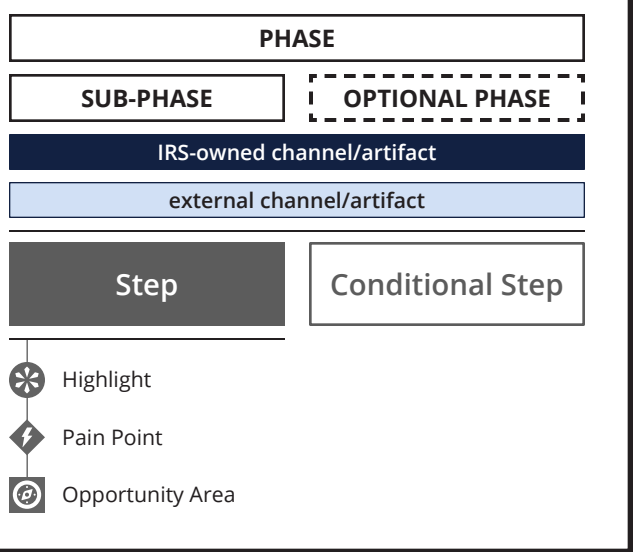 PHASE
SUB-PHASE
OPTIONAL PHASE
IRS-owned channel/artifact
external channel/artifact
Step
Conditional Step
Highlight
Pain Point
Opportunity Area